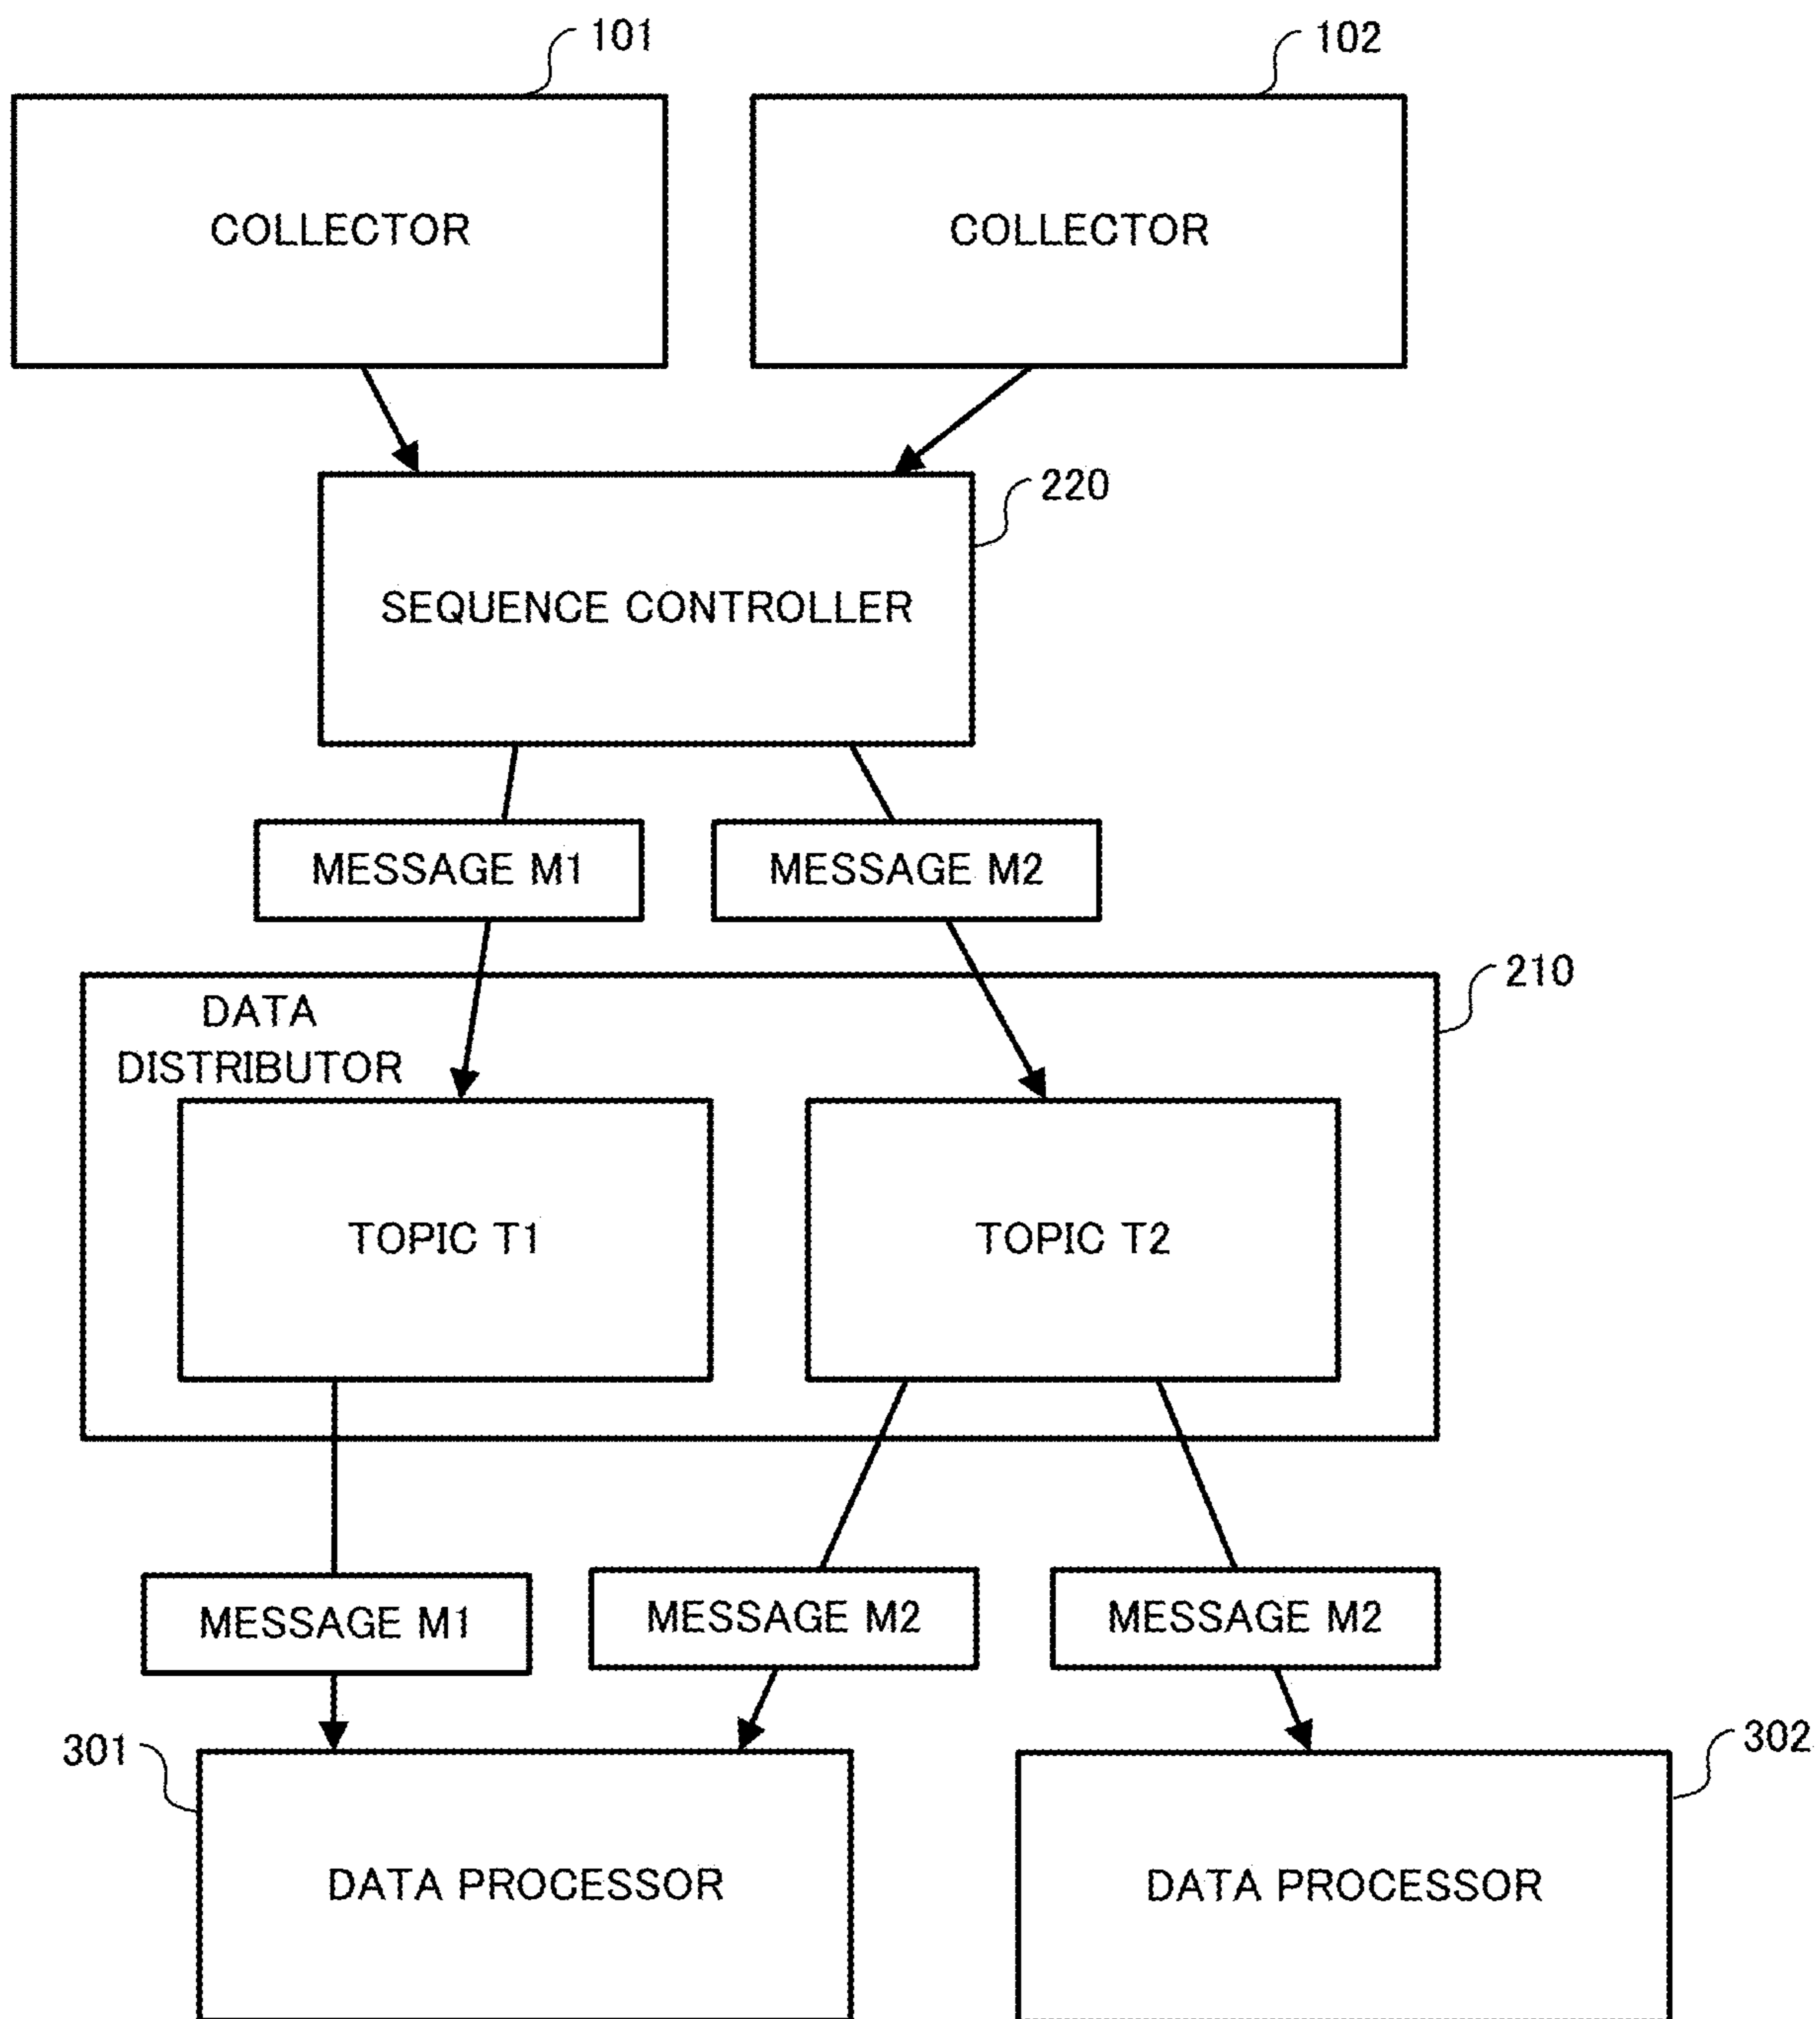 101
102
COLLECTOR
COLLECTOR
220
SEQUENCE CONTROLLER
MESSAGE M1
MESSAGE M2
210
DATA
DISTRIBUTOR
TOPIC T1
TOPIC T2
MESSAGE M1
MESSAGE M2
MESSAGE M2
301
302
DATA PROCESSOR
DATA PROCESSOR